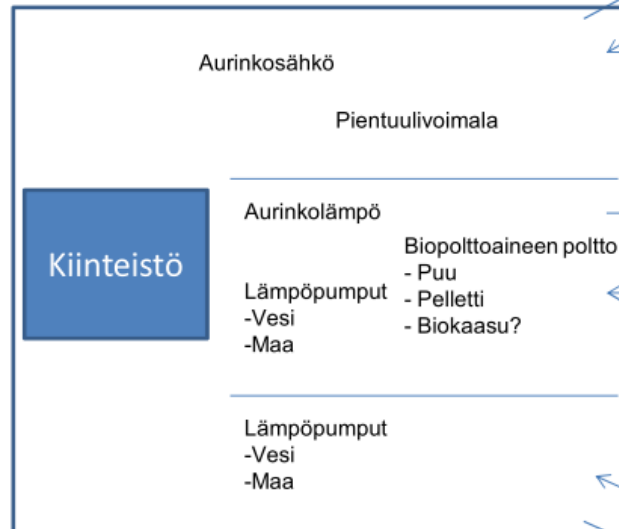 Aurinkosähkö
Pientuulivoimala
Kiinteistö
Aurinkolämpö
Lämpöpumput
-Vesi
-Maa
Biopolttoaineen poltto
- Puu
- Pelletti
- Biokaasu?
Lämpöpumput
-Vesi
-Maa